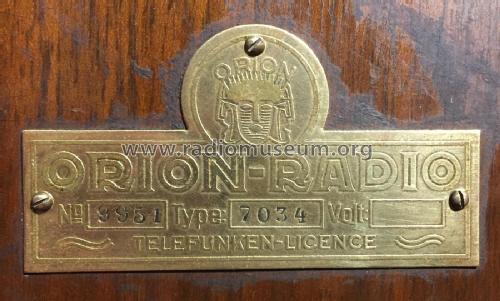 ORION
www.radiomuseum.org
ORION-RADIO
No 9951 Type: 7034 Volt:
TELEFUNKEN-LICENCE